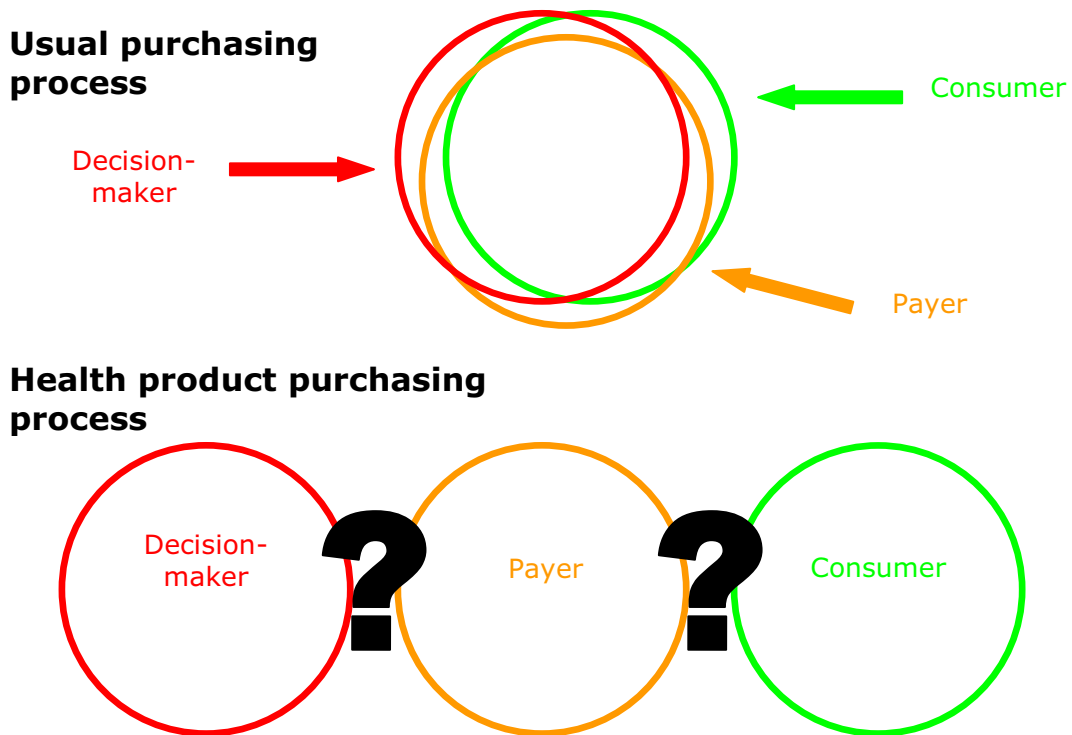 Usual purchasing
process
Consumer
Decision-
maker
Payer
Health product purchasing
process
Decision-
maker
?
Payer
?
Consumer